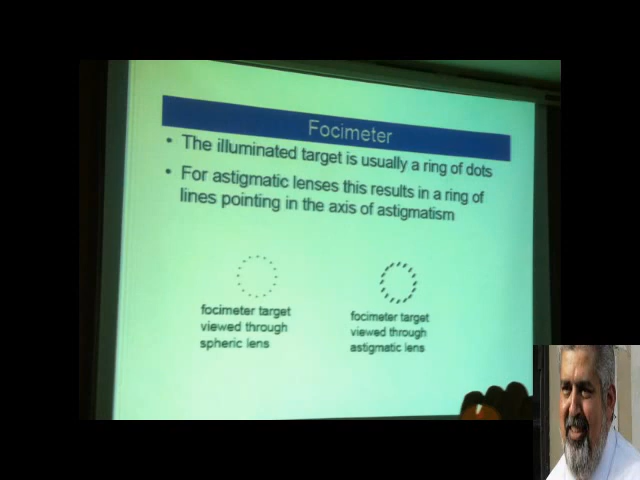 Focimeter
• The illuminated target is usually a ring of dots
• For astigmatic lenses this results in a ring of
lines pointing in the axis of astigmatism
focimeter target
viewed through
spheric lens
focimeter target
viewed through
astigmatic lens